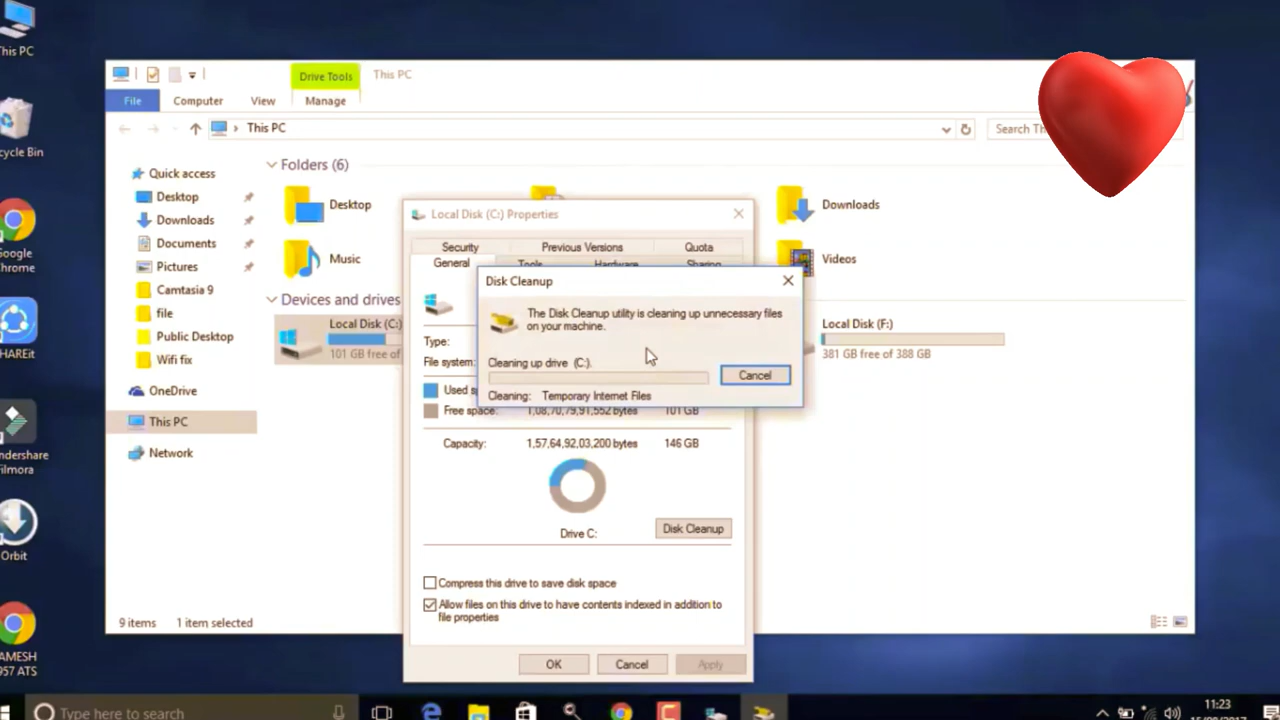 This PC
cycle Bin
Google
Chrome
HAREit
ndershare
ilmora
Orbit
AMESH
957 ATS
Drive Tools
This PC
File
Computer
View
Manage
This PC
Search Th
Quick access
Desktop
Downloads
Documents
Pictures
Camtasia 9
file
Public Desktop
Wifi fix
OneDrive
This PC
Network
Folders (6)
Desktop
Downloads
Music
Videos
Devices and drives
Local Disk (C:)
101 GB free of
Local Disk (F:)
381 GB free of 388 GB
9 items
1 item selected
Local Disk (C:) Properties
Security
Previous Versions
Quota
General
Tools
Hardware
Sharing
Type:
File system:
Used sp
Free space:
1,08,70,79,91,552 bytes
101 GB
Capacity:
1,57,64,92,03,200 bytes
146 GB
Drive C:
Disk Cleanup
Compress this drive to save disk space
Allow files on this drive to have contents indexed in addition to
file properties
OK
Cancel
Apply
Disk Cleanup
The Disk Cleanup utility is cleaning up unnecessary files
on your machine.
Cleaning up drive (C:).
Cancel
Cleaning: Temporary Internet Files
Type here to search
11:23